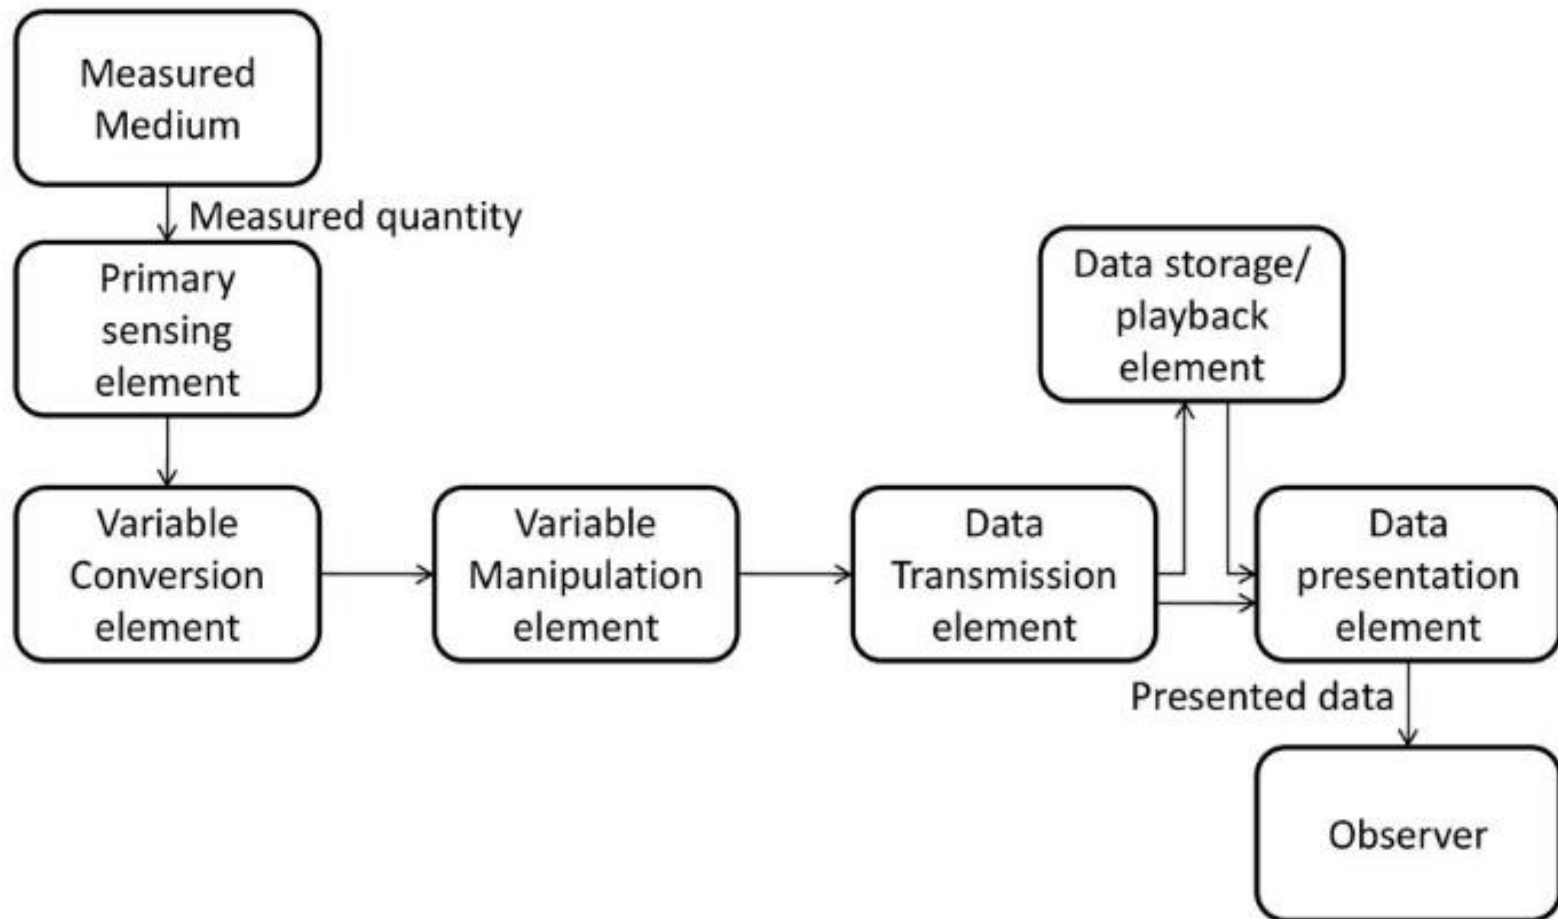 Measured
Medium
Measured quantity
Primary
sensing
element
Data storage/
playback
element
Variable
Conversion
element
Variable
Manipulation
element
Data
Transmission
element
Data
presentation
element
Presented data
Observer